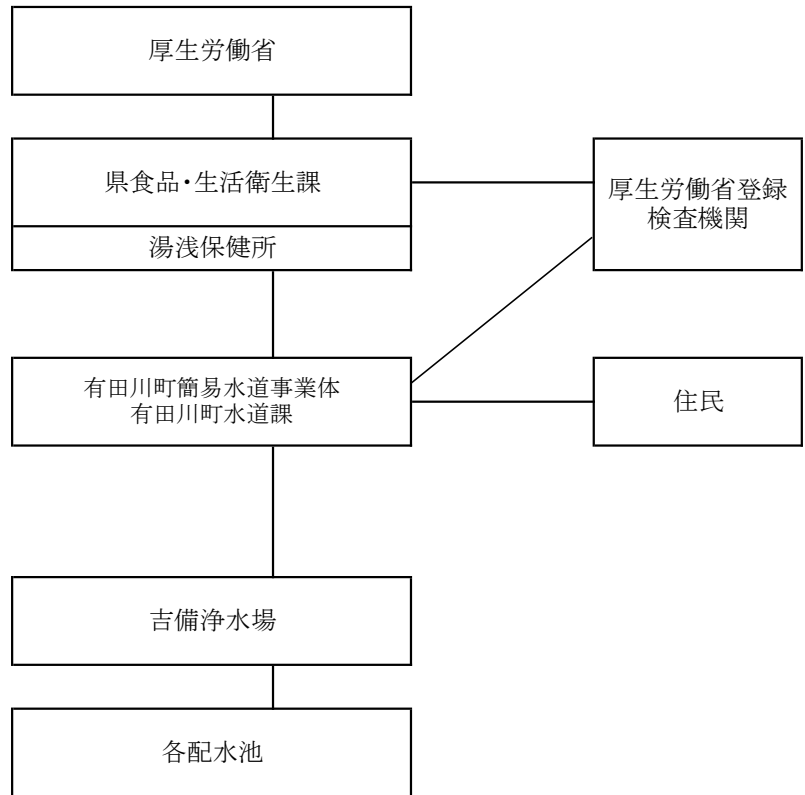 厚生労働省
県食品・生活衛生課
厚生労働省登録
検査機関
湯浅保健所
有田川町簡易水道事業体
有田川町水道課
住民
吉備浄水場
各配水池